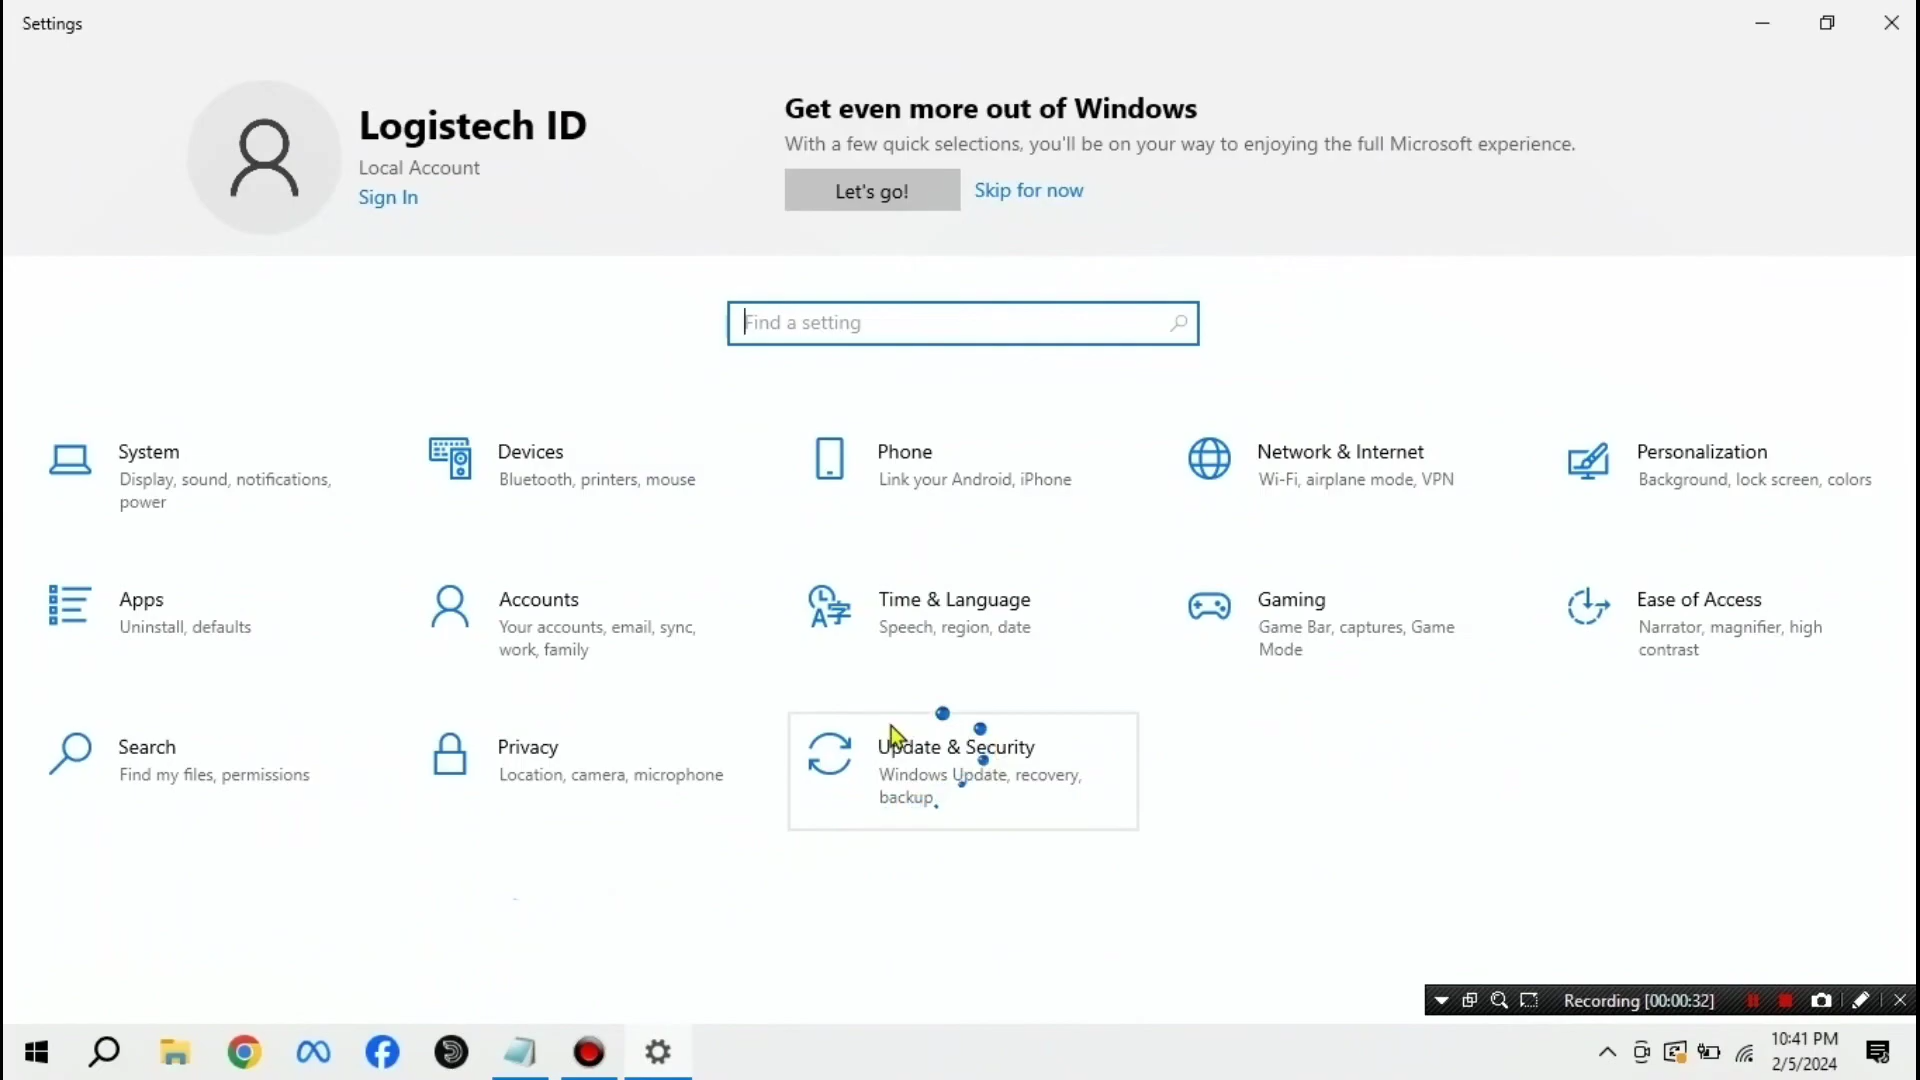 Settings
Logistech ID
Local Account
Sign In
Get even more out of Windows
With a few quick selections, you'll be on your way to enjoying the full Microsoft experience.
Let's go!
Skip for now
Find a setting
System
Display, sound, notifications,
power
Devices
Bluetooth, printers, mouse
Phone
Link your Android, iPhone
Network & Internet
Wi-Fi, airplane mode, VPN
Personalization
Background, lock screen, colors
Apps
Uninstall, defaults
Accounts
Your accounts, email, sync,
work, family
Time & Language
Speech, region, date
Gaming
Game Bar, captures, Game
Mode
Ease of Access
Narrator, magnifier, high
contrast
Search
Find my files, permissions
Privacy
Location, camera, microphone
Update & Security
Windows Update, recovery,
backup
Recording [00:00:32]
10:41 PM
2/5/2024